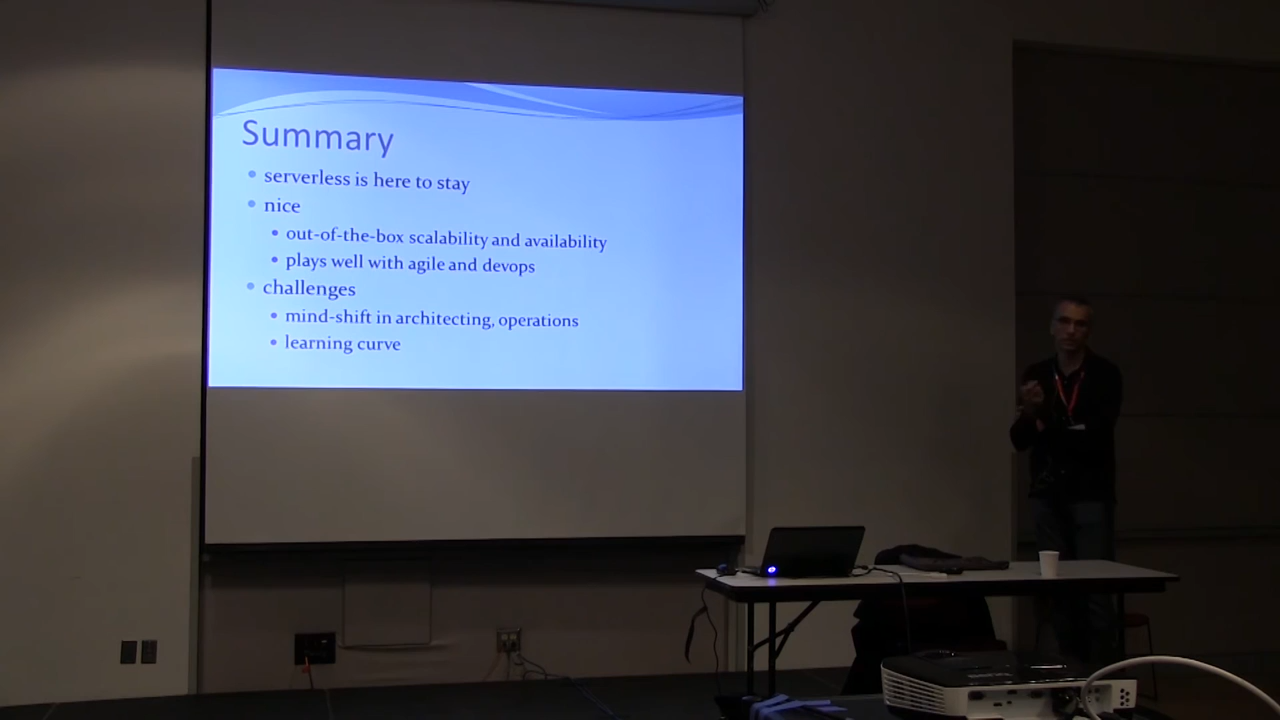 Summary
serverless is here to stay
nice
out-of-the-box scalability and availability
plays well with agile and devops
challenges
mind-shift in architecting, operations
learning curve